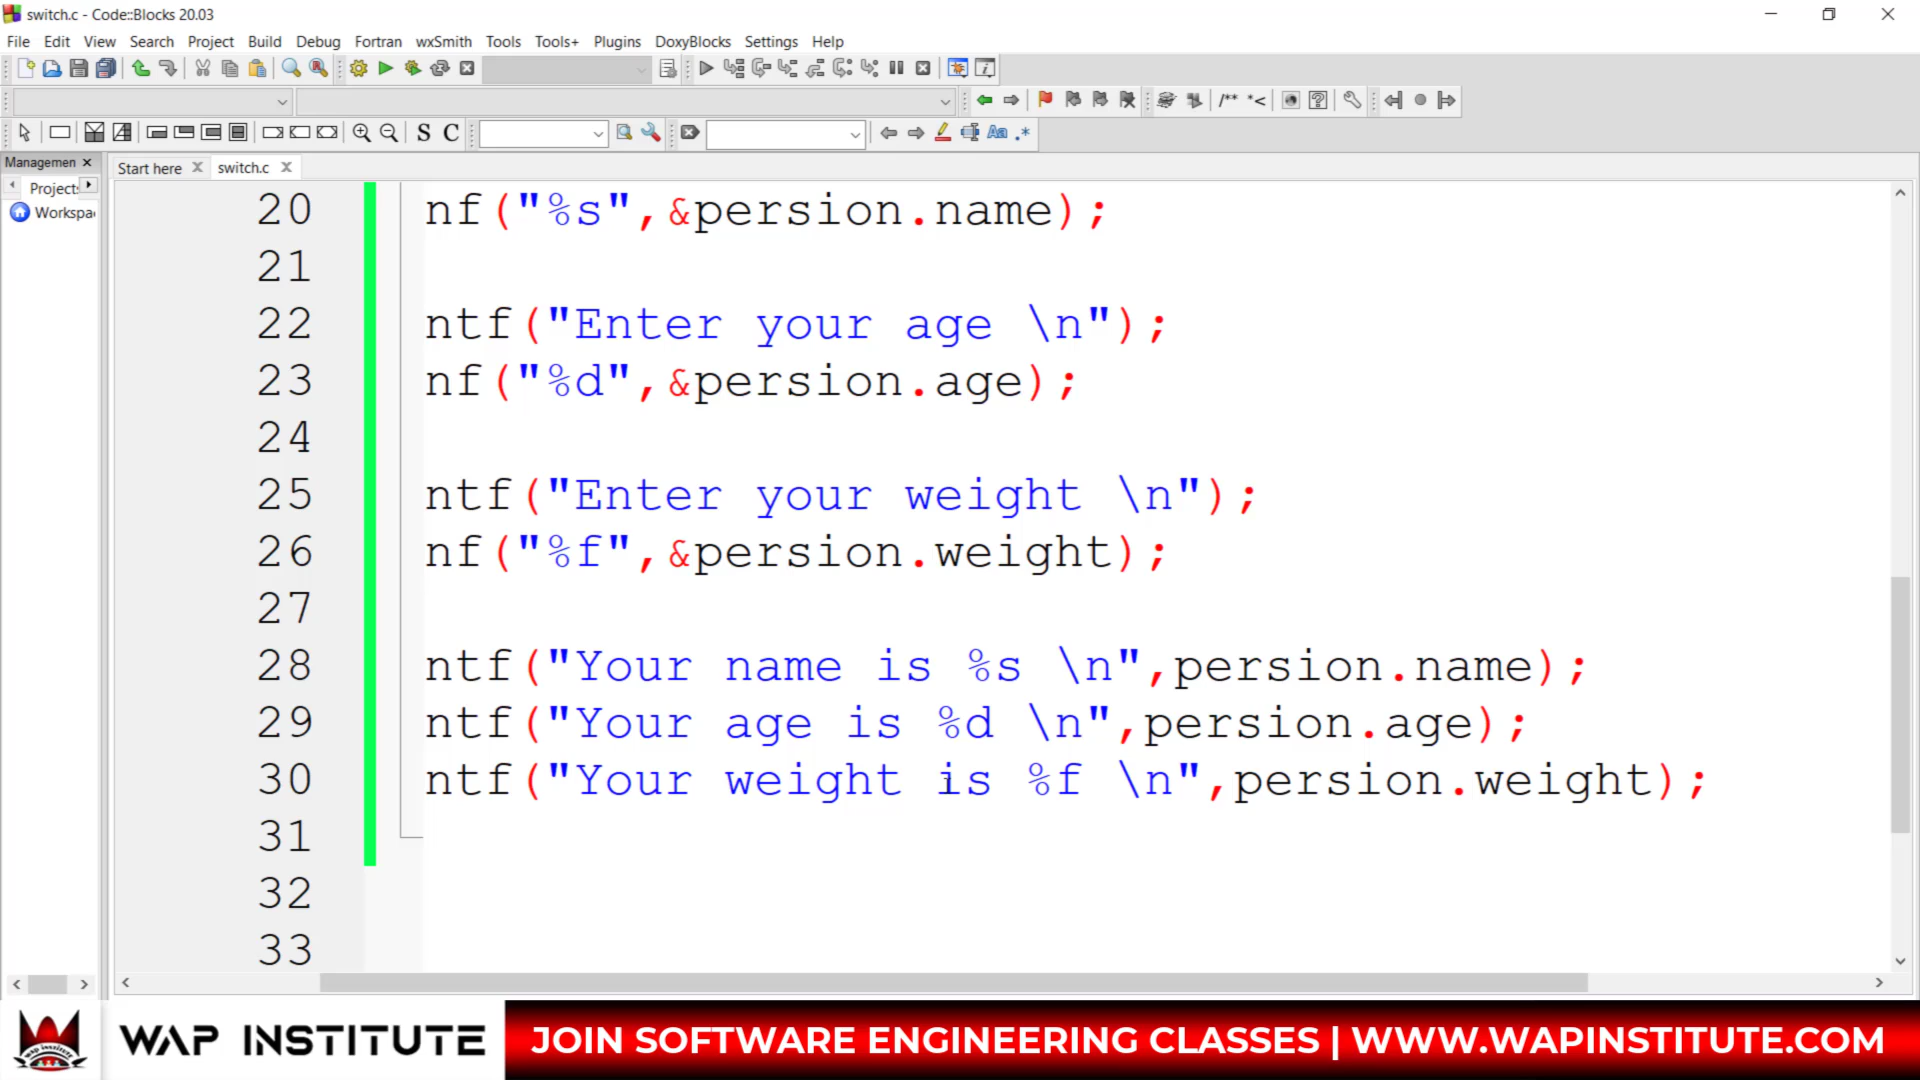 switch.c - Code::Blocks 20.03
File Edit View Search Project Build Debug Fortran wxSmith Tools Tools+ Plugins DoxyBlocks Settings Help
/** *<
S C Aa .*
Managemen
Start here switch.c
Projects
Workspa
20 nf("%s",&persion.name);
21
22 ntf("Enter your age \n");
23 nf("%d",&persion.age);
24
25 ntf("Enter your weight \n");
26 nf("%f",&persion.weight);
27
28 ntf("Your name is %s \n",persion.name);
29 ntf("Your age is %d \n",persion.age);
30 ntf("Your weight is %f \n",persion.weight);
31
32
33
wap institute
WAP INSTITUTE
JOIN SOFTWARE ENGINEERING CLASSES | WWW.WAPINSTITUTE.COM